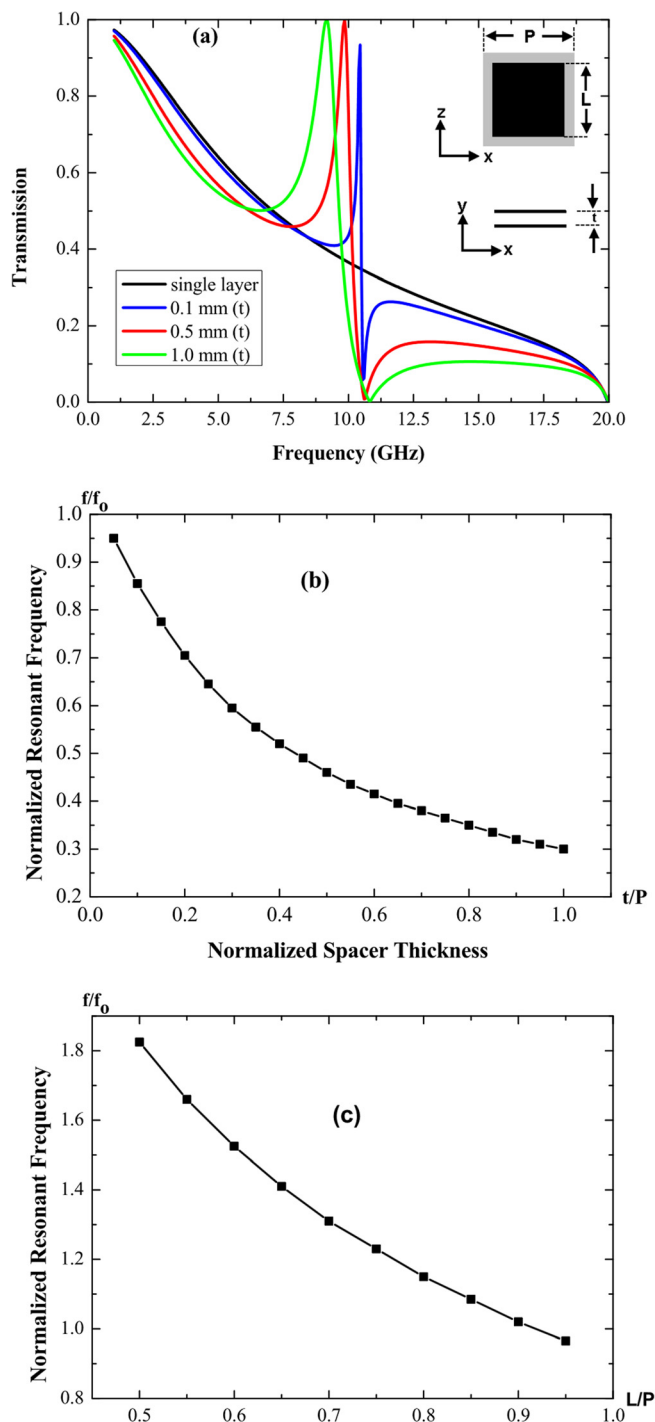 (a)
P
L
z
x
y
t
x
1.0
0.8
0.6
0.4
0.2
0.0
Transmission
single layer
0.1 mm (t)
0.5 mm (t)
1.0 mm (t)
0.0 2.5 5.0 7.5 10.0 12.5 15.0 17.5 20.0
Frequency (GHz)
f/fo
(b)
1.0
0.9
0.8
0.7
0.6
0.5
0.4
0.3
0.2
Normalized Resonant Frequency
0.0 0.2 0.4 0.6 0.8 1.0
t/P
Normalized Spacer Thickness
f/fo
(c)
1.8
1.6
1.4
1.2
1.0
0.8
Normalized Resonant Frequency
0.5 0.6 0.7 0.8 0.9 1.0
L/P